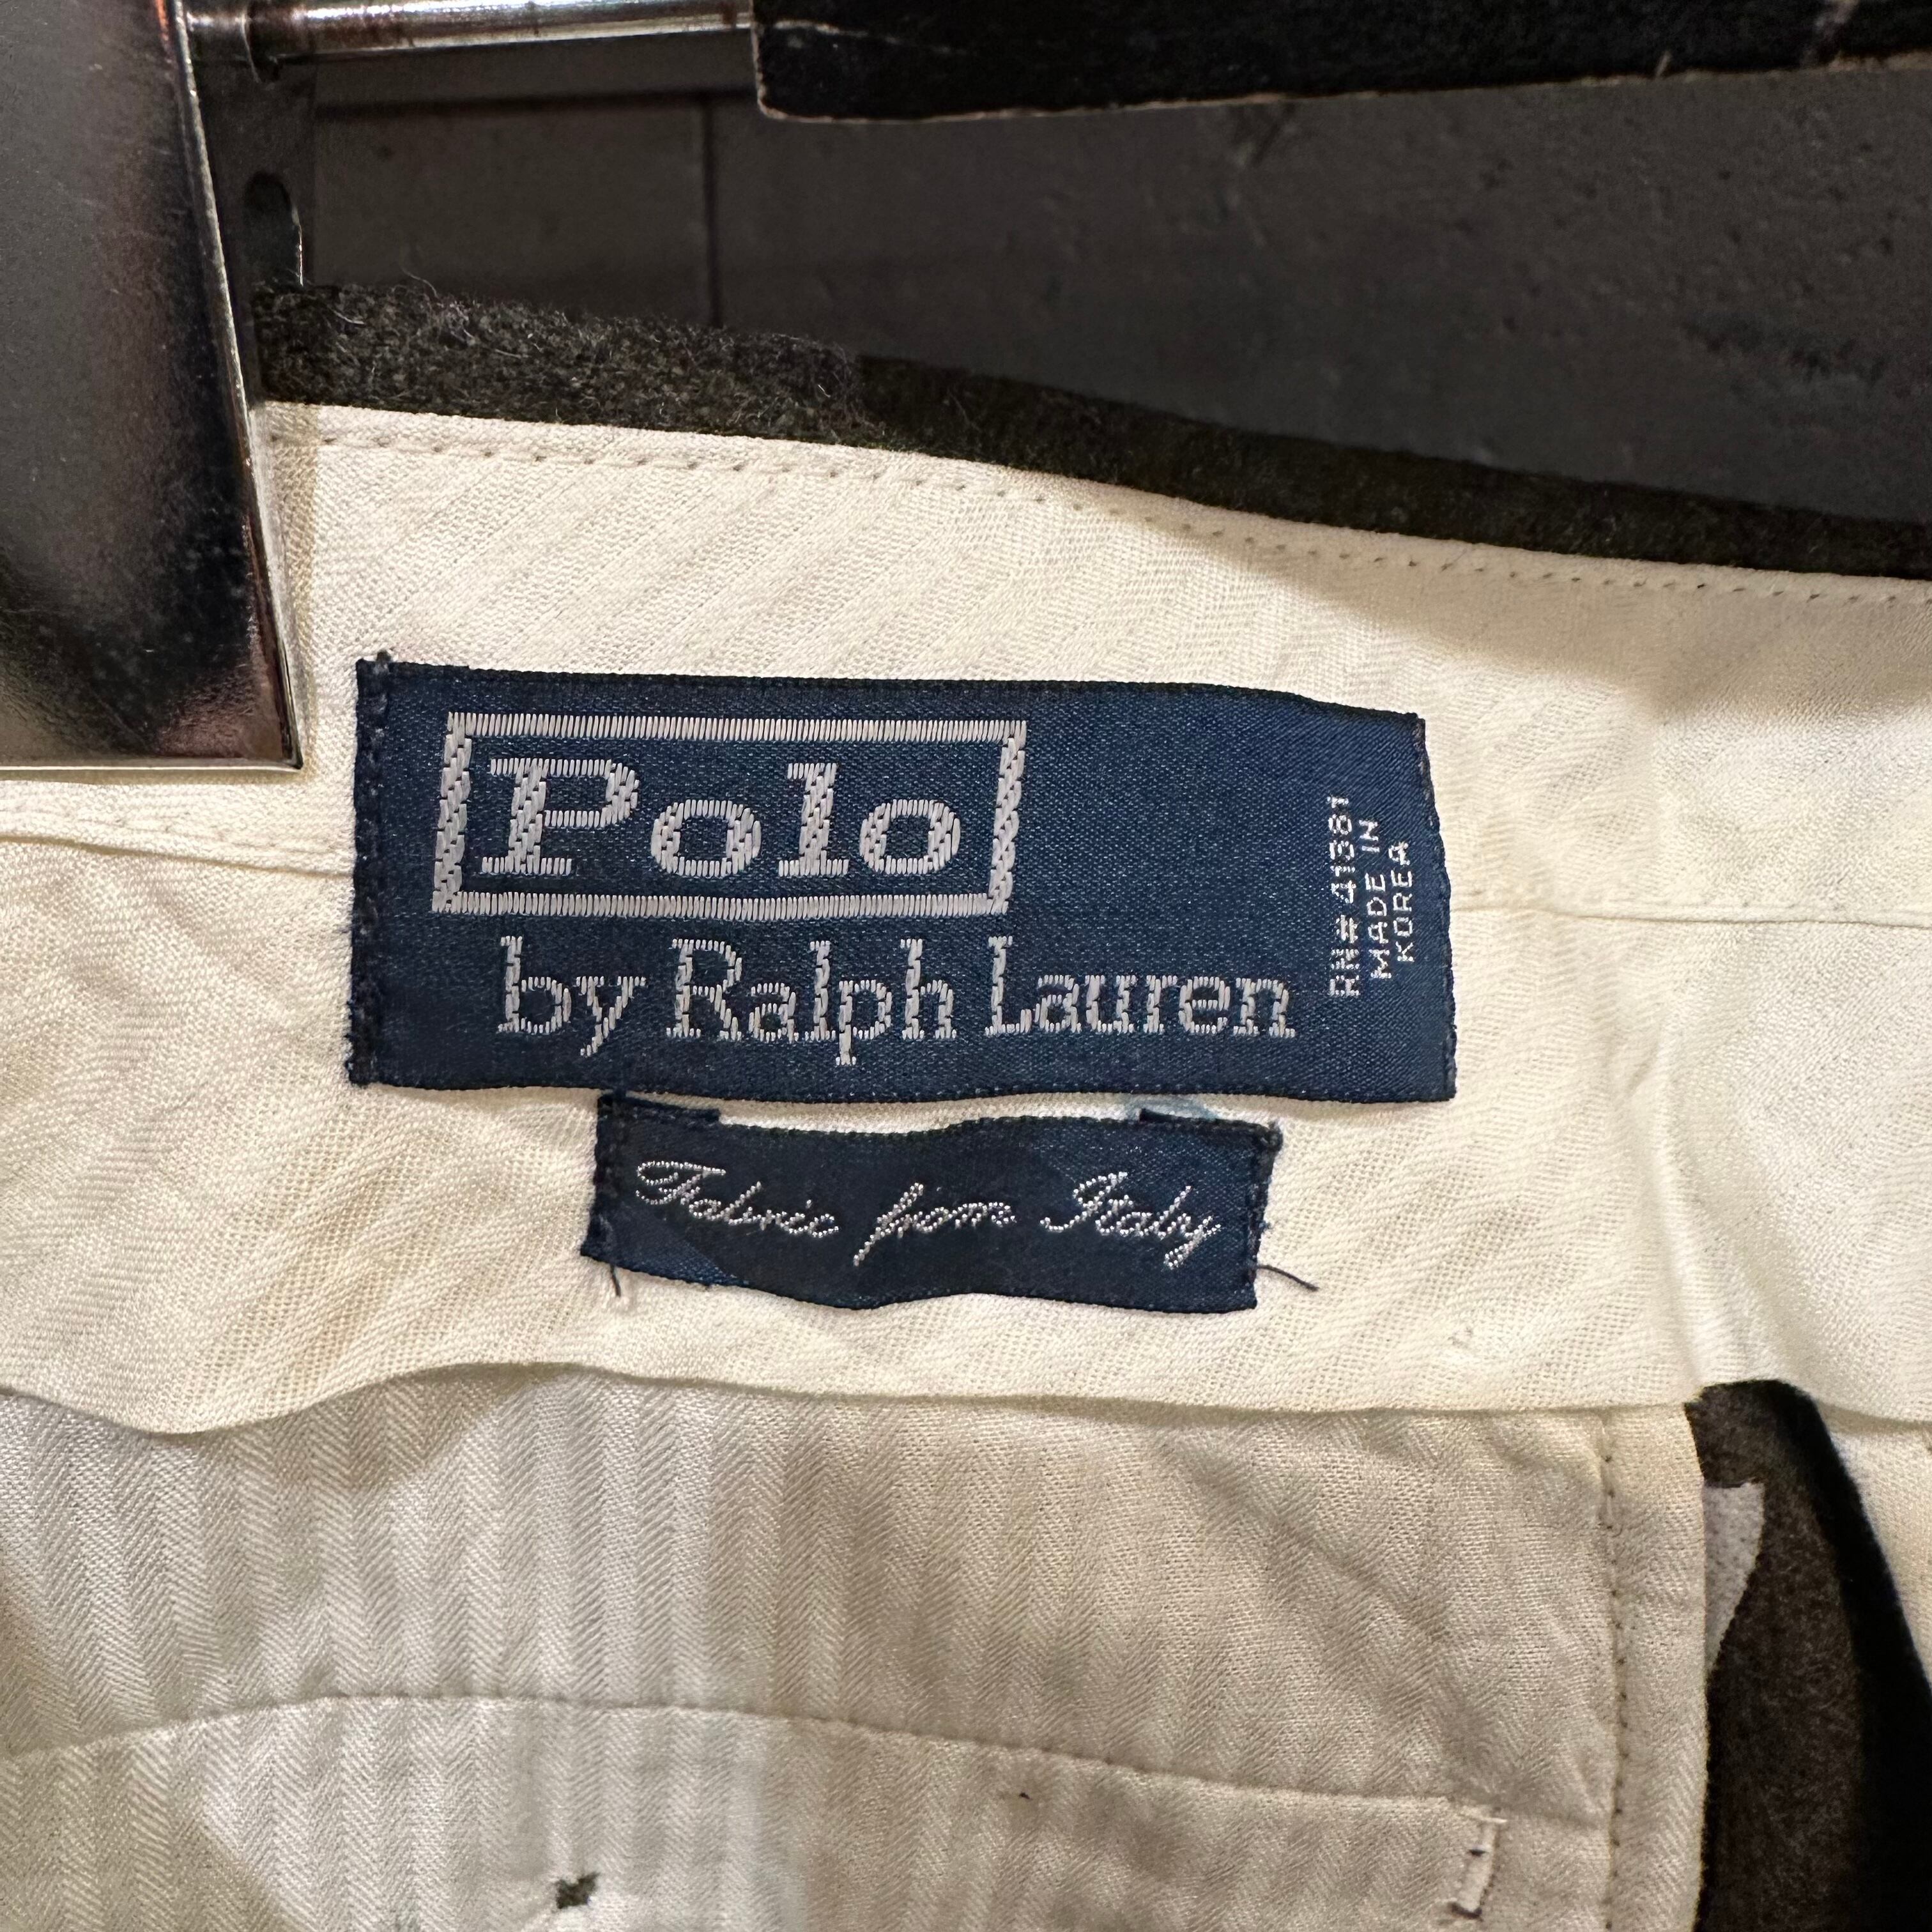 Polo
by Ralph Lauren
RN#41381
MADE IN
KOREA
Fabric from Italy